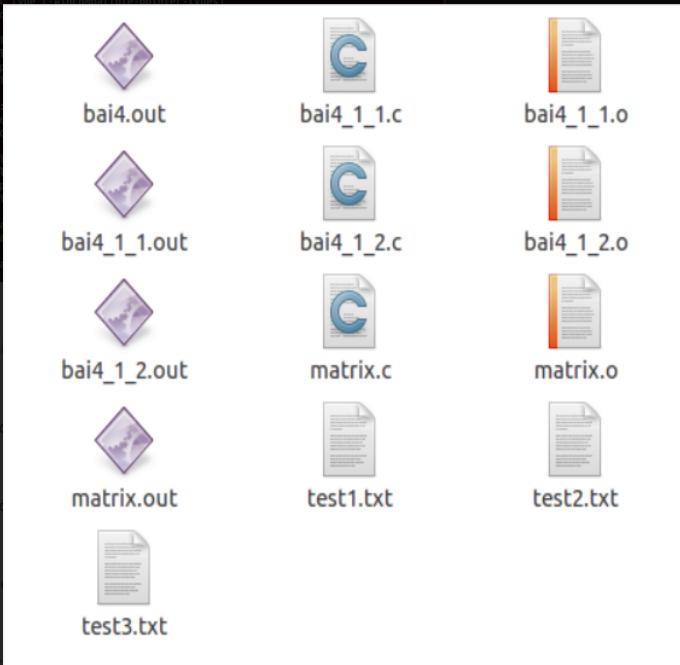 bai4.out
bai4_1_1.c
bai4_1_1.o
bai4_1_1.out
bai4_1_2.c
bai4_1_2.o
bai4_1_2.out
matrix.c
matrix.o
matrix.out
test1.txt
test2.txt
test3.txt